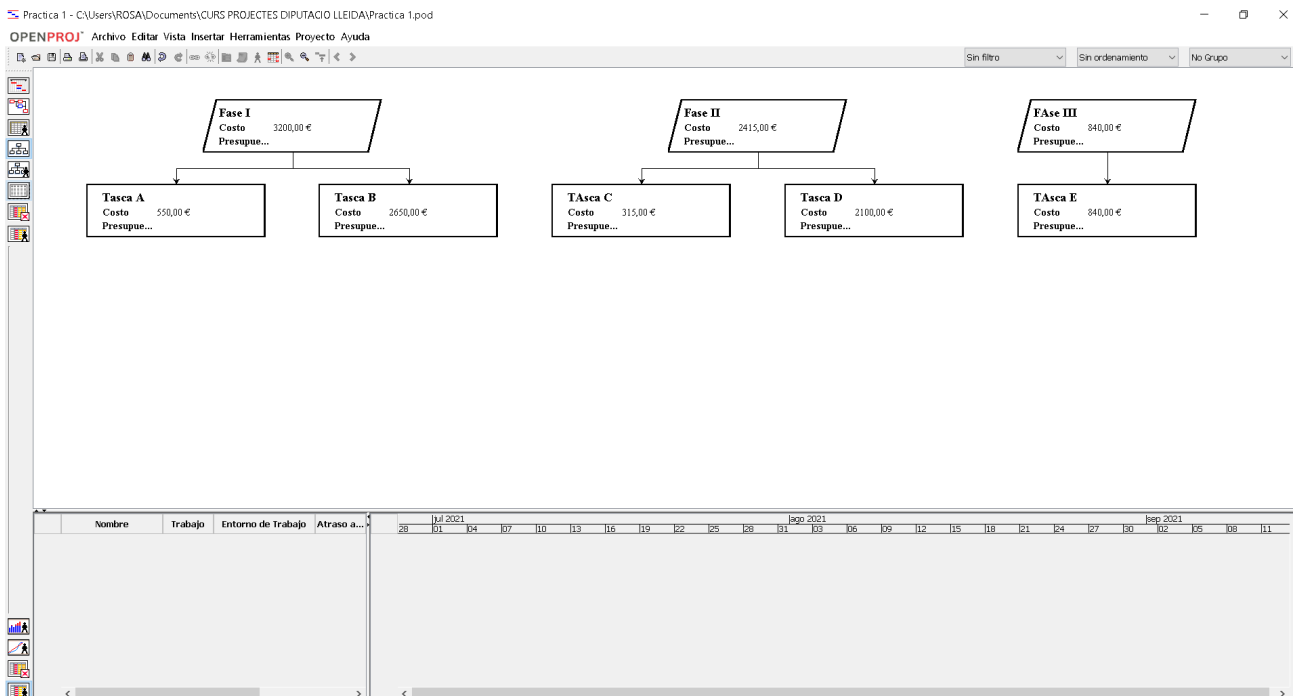 Practica 1 - C:\Users\ROSA\Documents\CURS PROJECTES DIPUTACIO LLEIDA\Practica 1.pod
OPENPROJ Archivo Editar Vista Insertar Herramientas Proyecto Ayuda
Sin filtro Sin ordenamiento No Grupo
Fase I
Costo 3200,00 €
Presupue...
Fase II
Costo 2415,00 €
Presupue...
FAse III
Costo 840,00 €
Presupue...
Tasca A
Costo 550,00 €
Presupue...
Tasca B
Costo 2650,00 €
Presupue...
TAsca C
Costo 315,00 €
Presupue...
Tasca D
Costo 2100,00 €
Presupue...
TAsca E
Costo 840,00 €
Presupue...
Nombre Trabajo Entorno de Trabajo Atraso a...
jul 2021 ago 2021 sep 2021
28 01 04 07 10 13 16 19 22 25 28 31 03 06 09 12 15 18 21 24 27 30 02 05 08 11